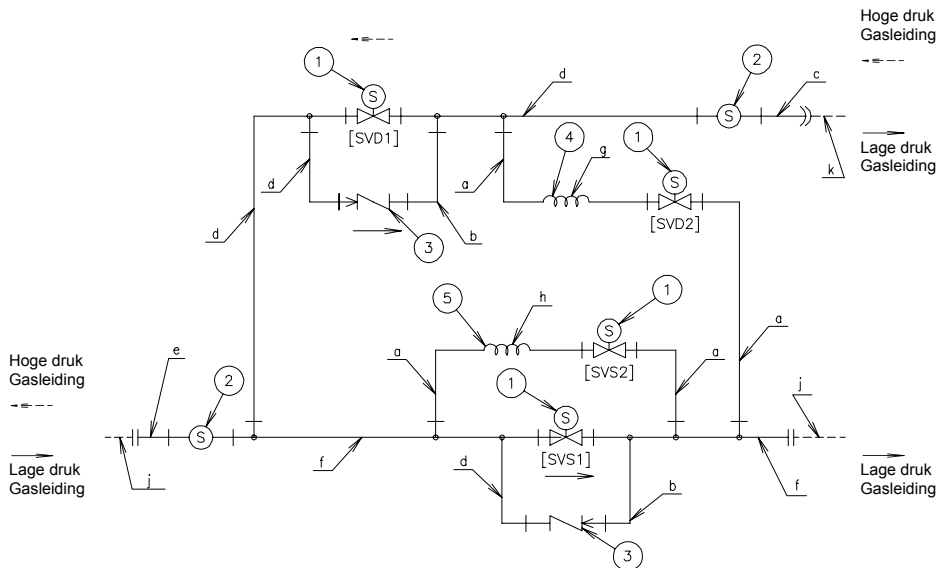 Hoge druk
Gasleiding
1
2
d
c
S
S
[SVD1]
4
g
1
Lage druk
Gasleiding
k
d
a
S
d
b
[SVD2]
3
5
h
1
a
S
Hoge druk
Gasleiding
e
a
[SVS2]
a
2
1
j
S
S
f
[SVS1]
j
Lage druk
Gasleiding
d
b
f
Lage druk
Gasleiding
3